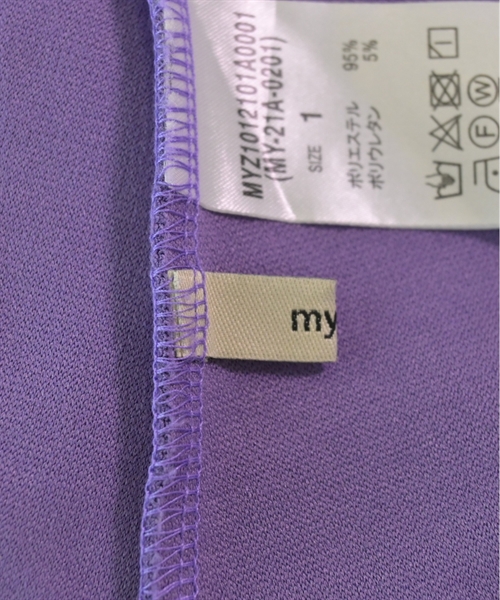 MYZ1012101A0001
(MY-21A-0201)
SIZE 1
ポリエステル 95%
ポリウレタン 5%
my